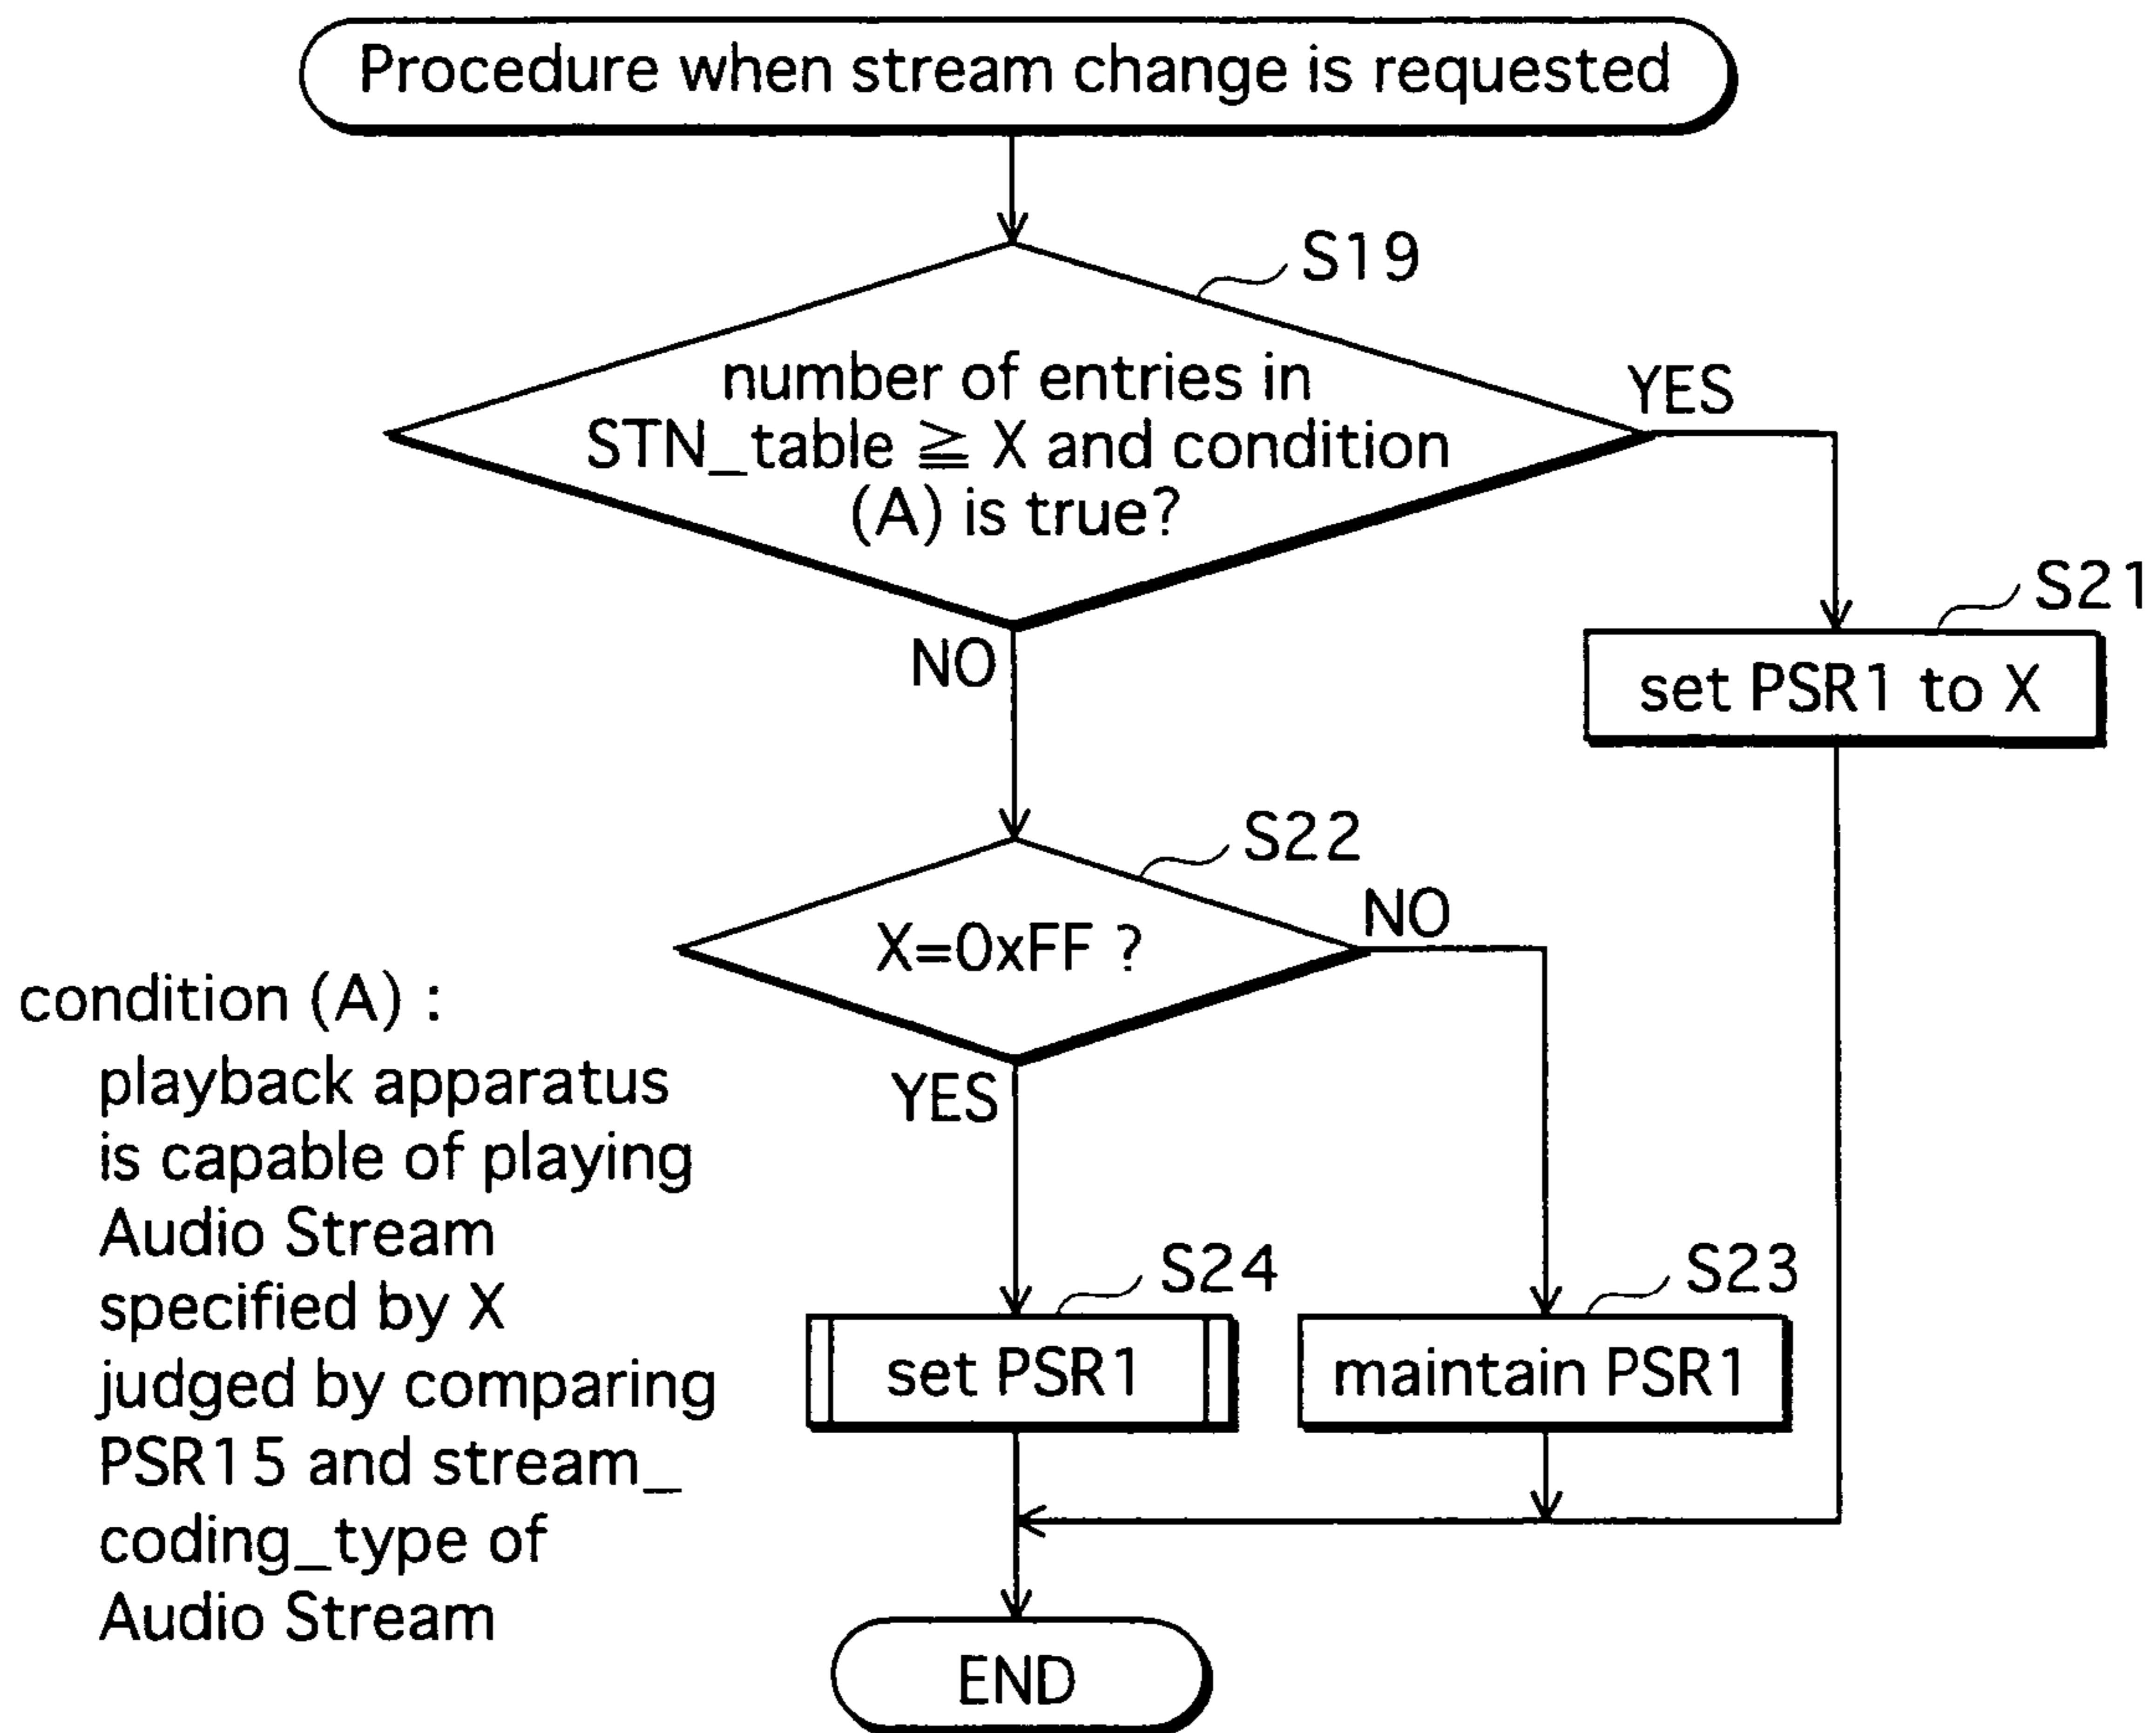 Procedure when stream change is requested
S19
number of entries in
STN_table ≧ X and condition
(A) is true?
YES
NO
S21
set PSR1 to X
S22
X=0xFF ?
NO
YES
condition (A) :
playback apparatus
is capable of playing
Audio Stream
specified by X
judged by comparing
PSR15 and stream_
coding_type of
Audio Stream
S24
set PSR1
S23
maintain PSR1
END